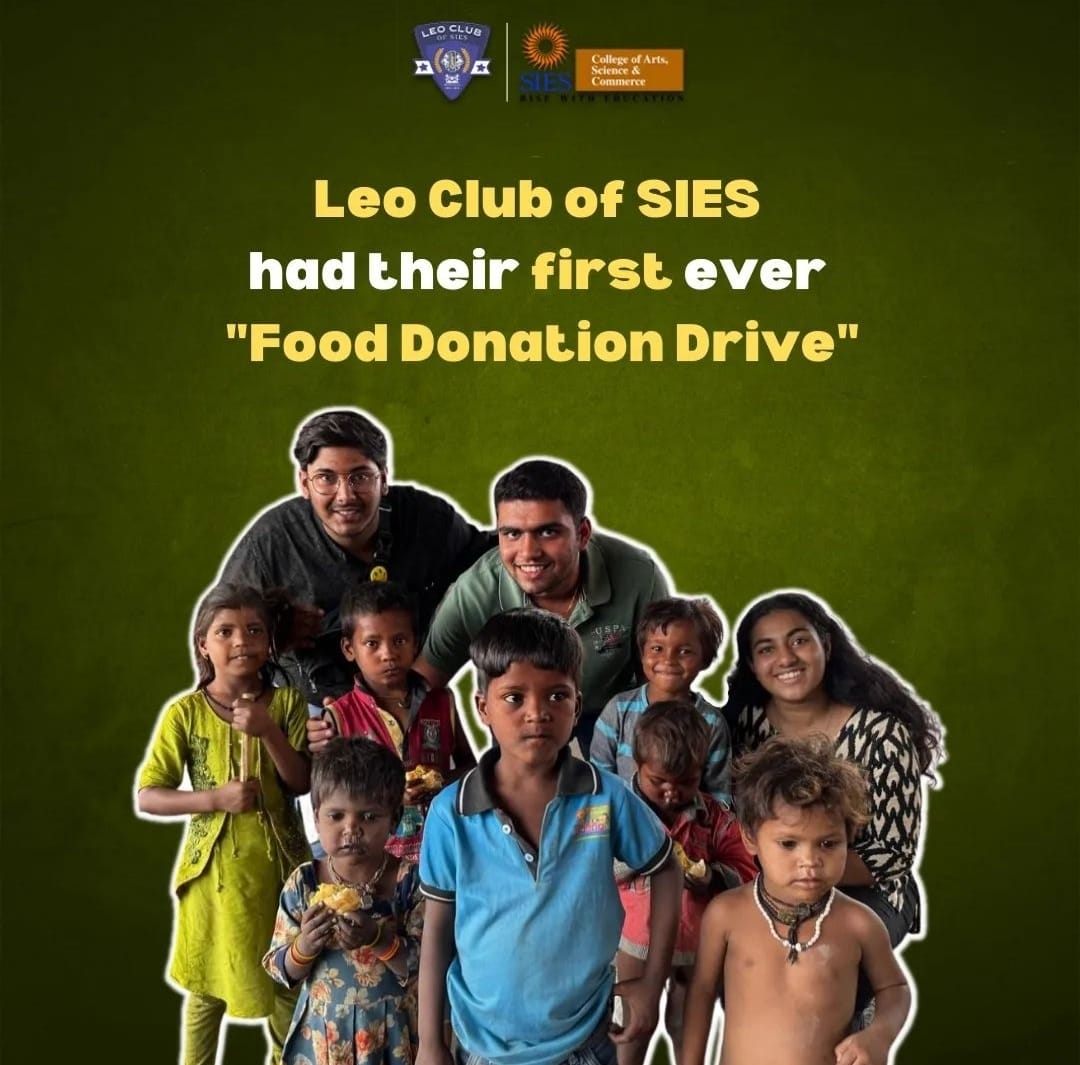 LEO CLUB
OF SIES
SIES
College of Arts,
Science &
Commerce
RISE WITH EDUCATION
Leo Club of SIES
had their first ever
"Food Donation Drive"
USPA